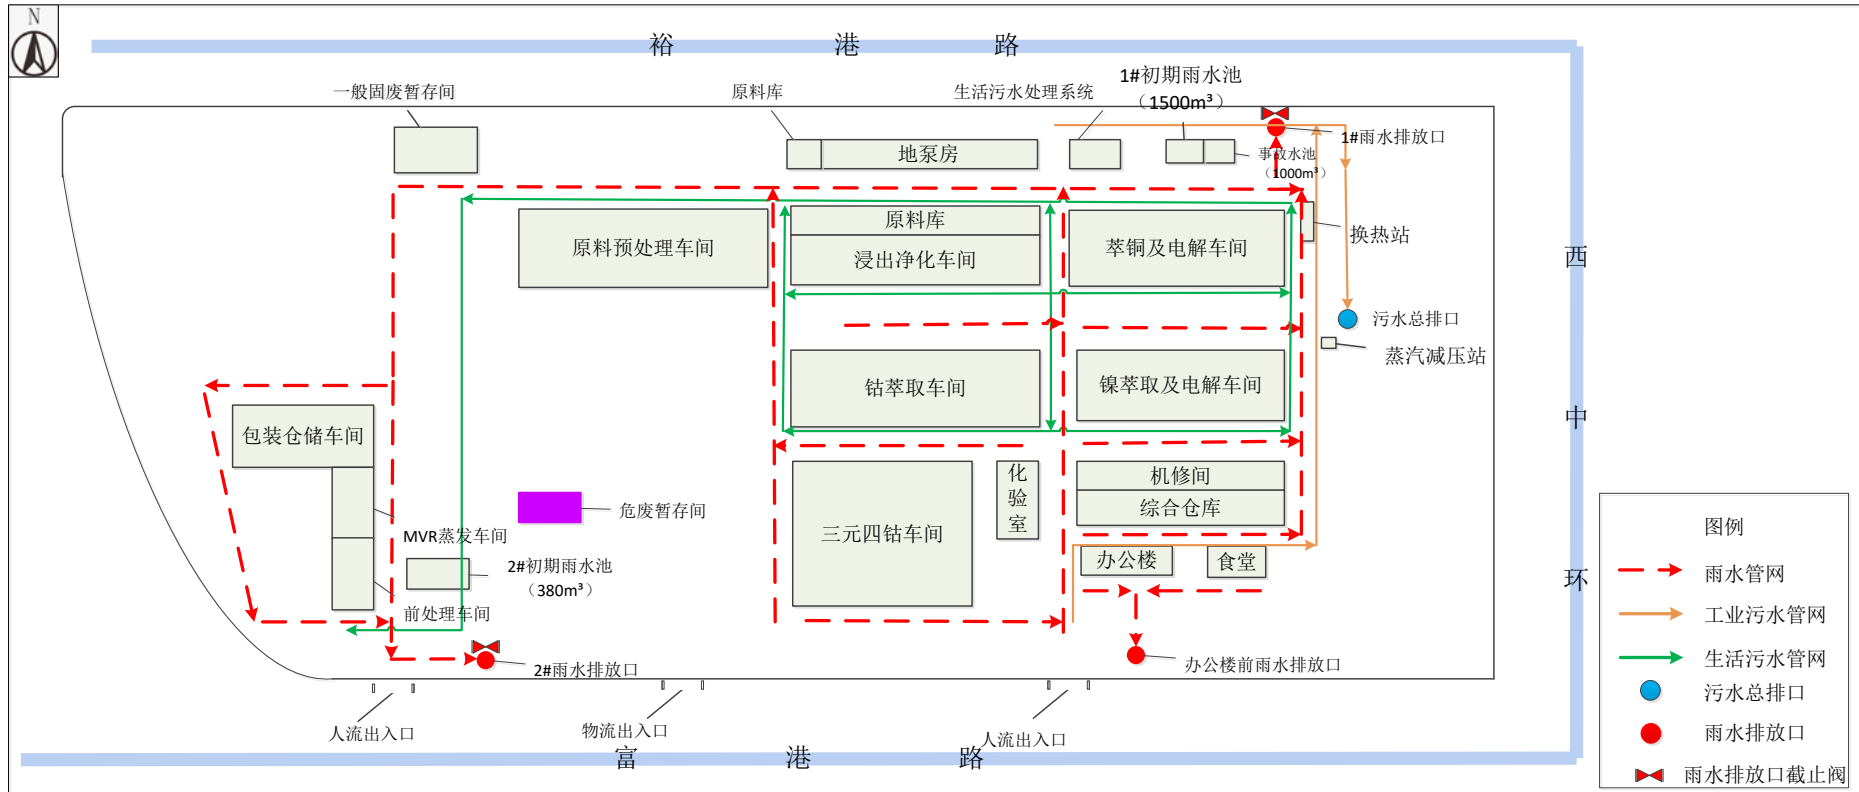 N
裕港路
一般固废暂存间
原料库
生活污水处理系统
1#初期雨水池
（1500m³）
1#雨水排放口
事故水池
（1000m³）
地泵房
原料库
原料预处理车间
浸出净化车间
萃铜及电解车间
换热站
西中环
污水总排口
蒸汽减压站
钴萃取车间
镍萃取及电解车间
包装仓储车间
化验室
机修间
综合仓库
危废暂存间
三元四钴车间
MVR蒸发车间
2#初期雨水池
（380m³）
办公楼
食堂
前处理车间
2#雨水排放口
办公楼前雨水排放口
人流出入口
物流出入口
人流出入口
富港路
图例
雨水管网
工业污水管网
生活污水管网
污水总排口
雨水排放口
雨水排放口截止阀